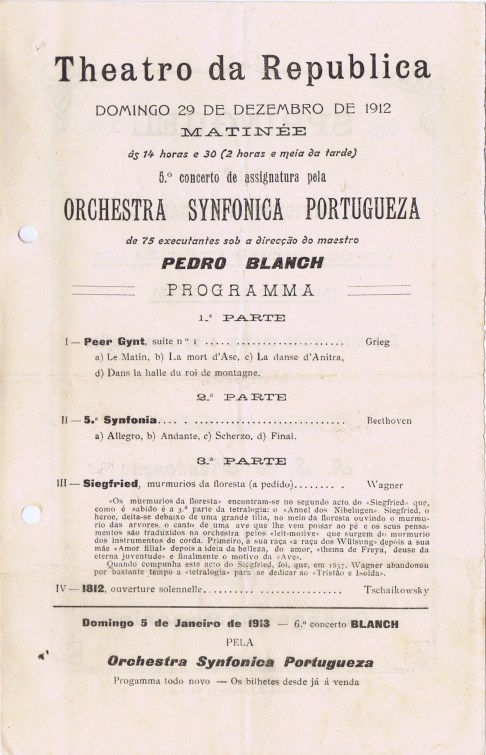 Theatro da Republica
DOMINGO 29 DE DEZEMBRO DE 1912
MATINÉE
ás 14 horas e 30 (2 horas e meia da tarde)
5.º concerto de assignatura pela
ORCHESTRA SYNFONICA PORTUGUEZA
de 75 executantes sob a direcção do maestro
PEDRO BLANCH
PROGRAMMA
1.ª PARTE
I — Peer Gynt, suite nº 1 ........................ Grieg
a) Le Matin, b) La mort d'Ase, c) La danse d'Anitra,
d) Dans la halle du roi de montagne.
2.ª PARTE
II — 5.ª Synfonia.... ............................ Beethoven
a) Allegro, b) Andante, c) Scherzo, d) Final.
3.ª PARTE
III — Siegfried, murmurios da floresta (a pedido)........ Wagner
«Os murmurios da floresta» encontram-se no segundo acto do «Siegfried» que,
como é sabido é a 3.ª parte da tetralogia: o «Annel dos Nibelugen». Siegfried, o
heroe, deita-se debaixo de uma grande tilia, no meio da floresta ouvindo o murmu-
rio das arvores. o canto de uma ave que lhe vem poisar ao pé e os seus pensa-
mentos são traduzidos na orchestra pelos «leit-motive» que surgem do murmurio
dos instrumentos de corda. Primeiro, a sua raça «a raça dos Wülsung» depois a sua
mãe «Amor filial» depois a ideia da belleza, do amor, «thema de Freya, deuse da
eterna juventude» e finalmente o motivo da «Ave».
Quando compunha este acto do Siegfried, foi, que, em 1857, Wagner abandonou
por bastante tempo a «tetralogia» para se dedicar ao «Tristão e Isolda».
IV — 1812, ouverture solennelle........................ Tschaikowsky
Domingo 5 de Janeiro de 1913 — 6.º concerto BLANCH
PELA
Orchestra Synfonica Portugueza
Progamma todo novo — Os bilhetes desde já á venda